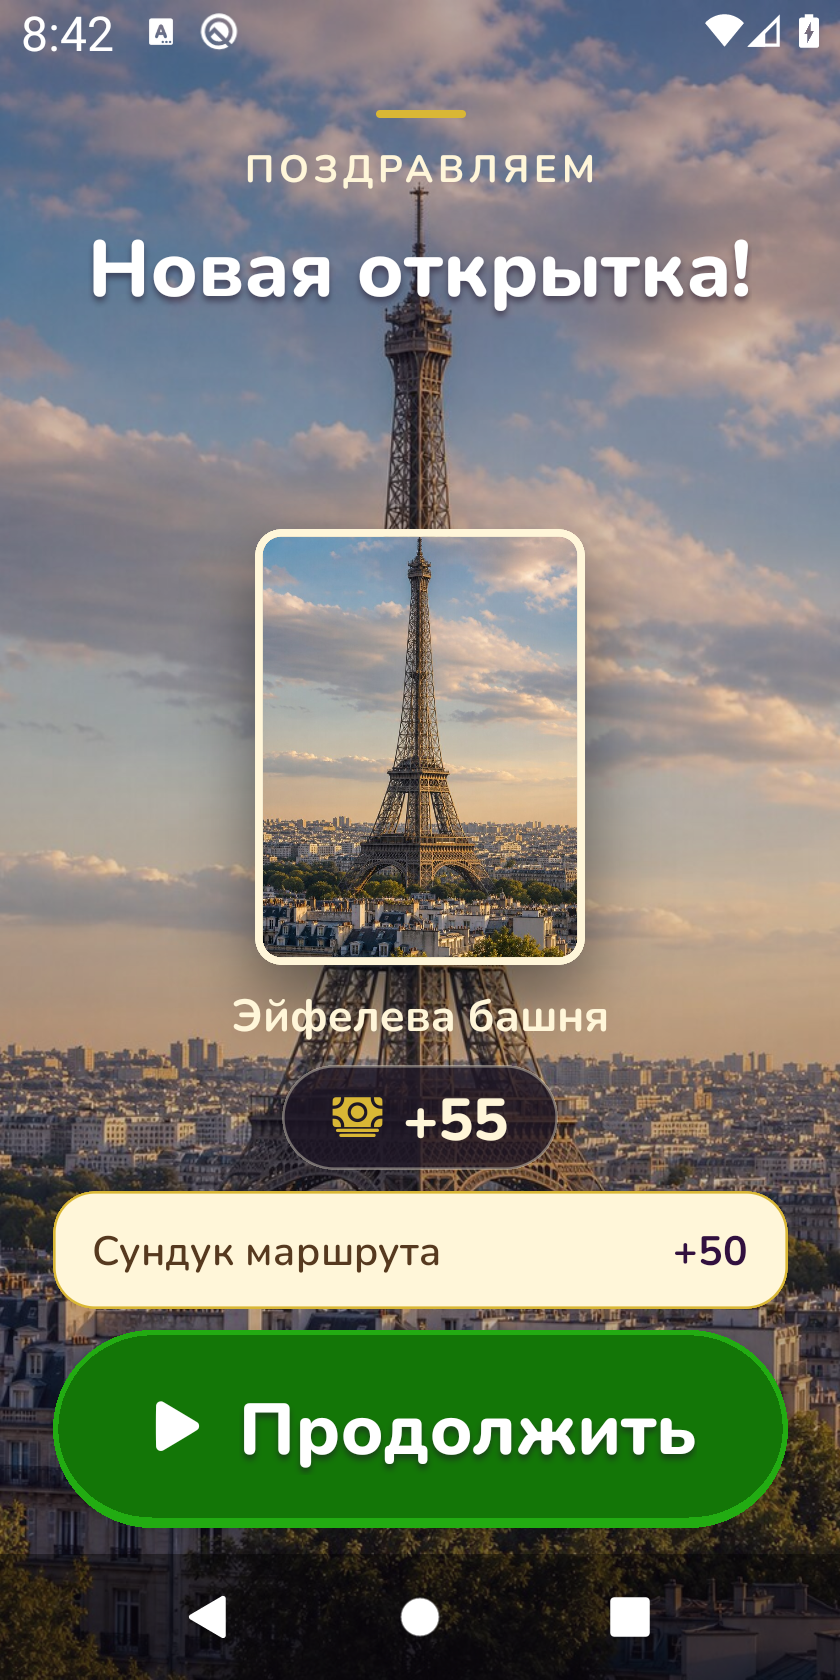 8:42
ПОЗДРАВЛЯЕМ
Новая открытка!
Эйфелева башня
+55
Сундук маршрута +50
Продолжить